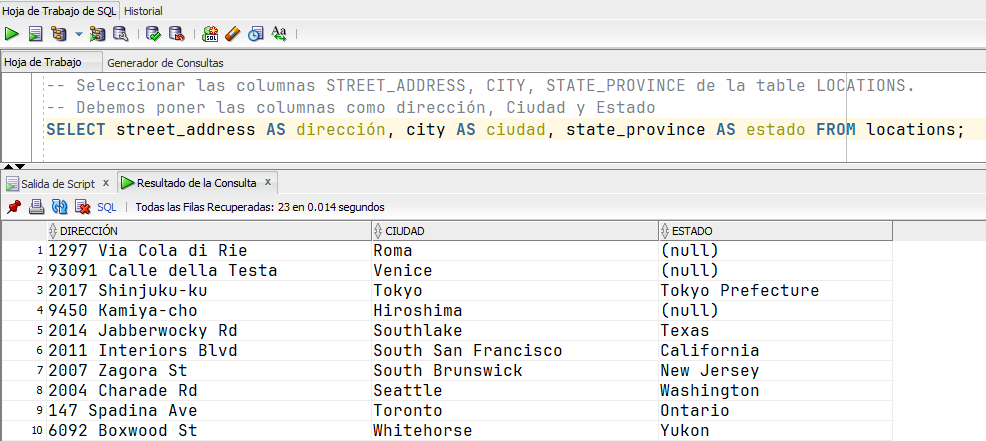 Hoja de Trabajo de SQL Historial
SQL Aa
Hoja de Trabajo Generador de Consultas
-- Seleccionar las columnas STREET_ADDRESS, CITY, STATE_PROVINCE de la table LOCATIONS.
-- Debemos poner las columnas como dirección, Ciudad y Estado
SELECT street_address AS dirección, city AS ciudad, state_province AS estado FROM locations;
Salida de Script x Resultado de la Consulta x
SQL Todas las Filas Recuperadas: 23 en 0.014 segundos
DIRECCIÓN CIUDAD ESTADO
1 1297 Via Cola di Rie Roma (null)
2 93091 Calle della Testa Venice (null)
3 2017 Shinjuku-ku Tokyo Tokyo Prefecture
4 9450 Kamiya-cho Hiroshima (null)
5 2014 Jabberwocky Rd Southlake Texas
6 2011 Interiors Blvd South San Francisco California
7 2007 Zagora St South Brunswick New Jersey
8 2004 Charade Rd Seattle Washington
9 147 Spadina Ave Toronto Ontario
10 6092 Boxwood St Whitehorse Yukon